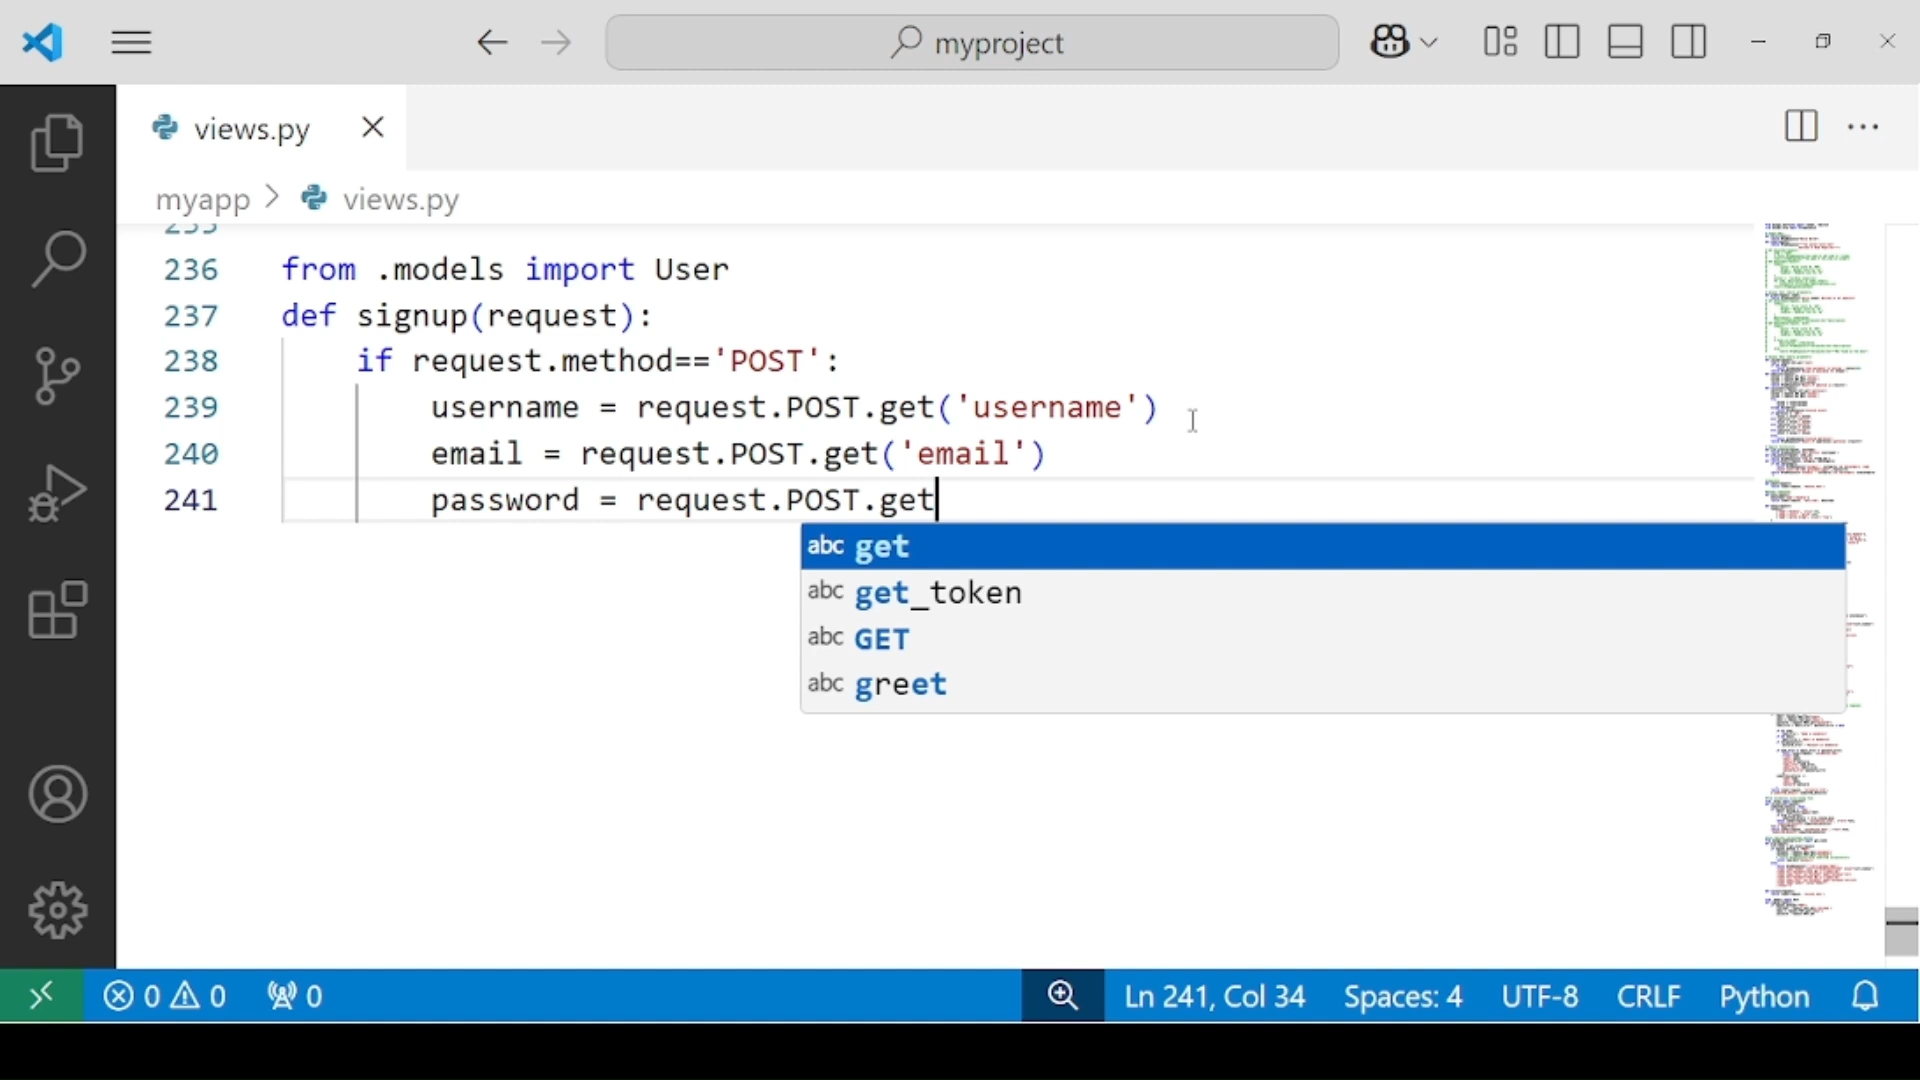 myproject
views.py
myapp > views.py
235
236 from .models import User
237 def signup(request):
238 if request.method=='POST':
239 username = request.POST.get('username')
240 email = request.POST.get('email')
241 password = request.POST.get
abc get
abc get_token
abc GET
abc greet
0 0 0 Ln 241, Col 34 Spaces: 4 UTF-8 CRLF Python